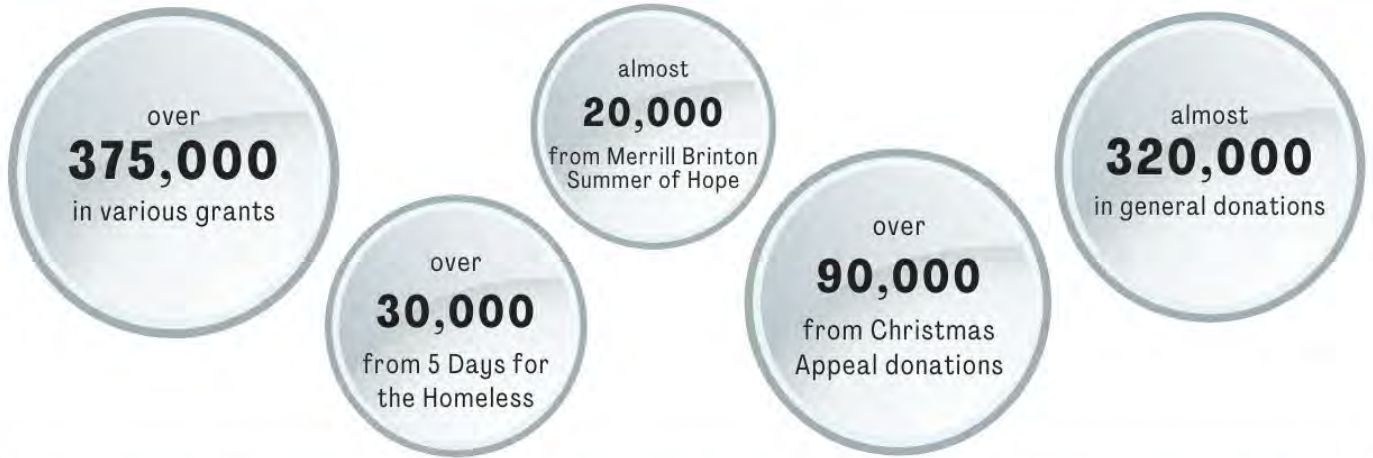 over
375,000
in various grants
over
30,000
from 5 Days for
the Homeless
almost
20,000
from Merrill Brinton
Summer of Hope
over
90,000
from Christmas
Appeal donations
almost
320,000
in general donations